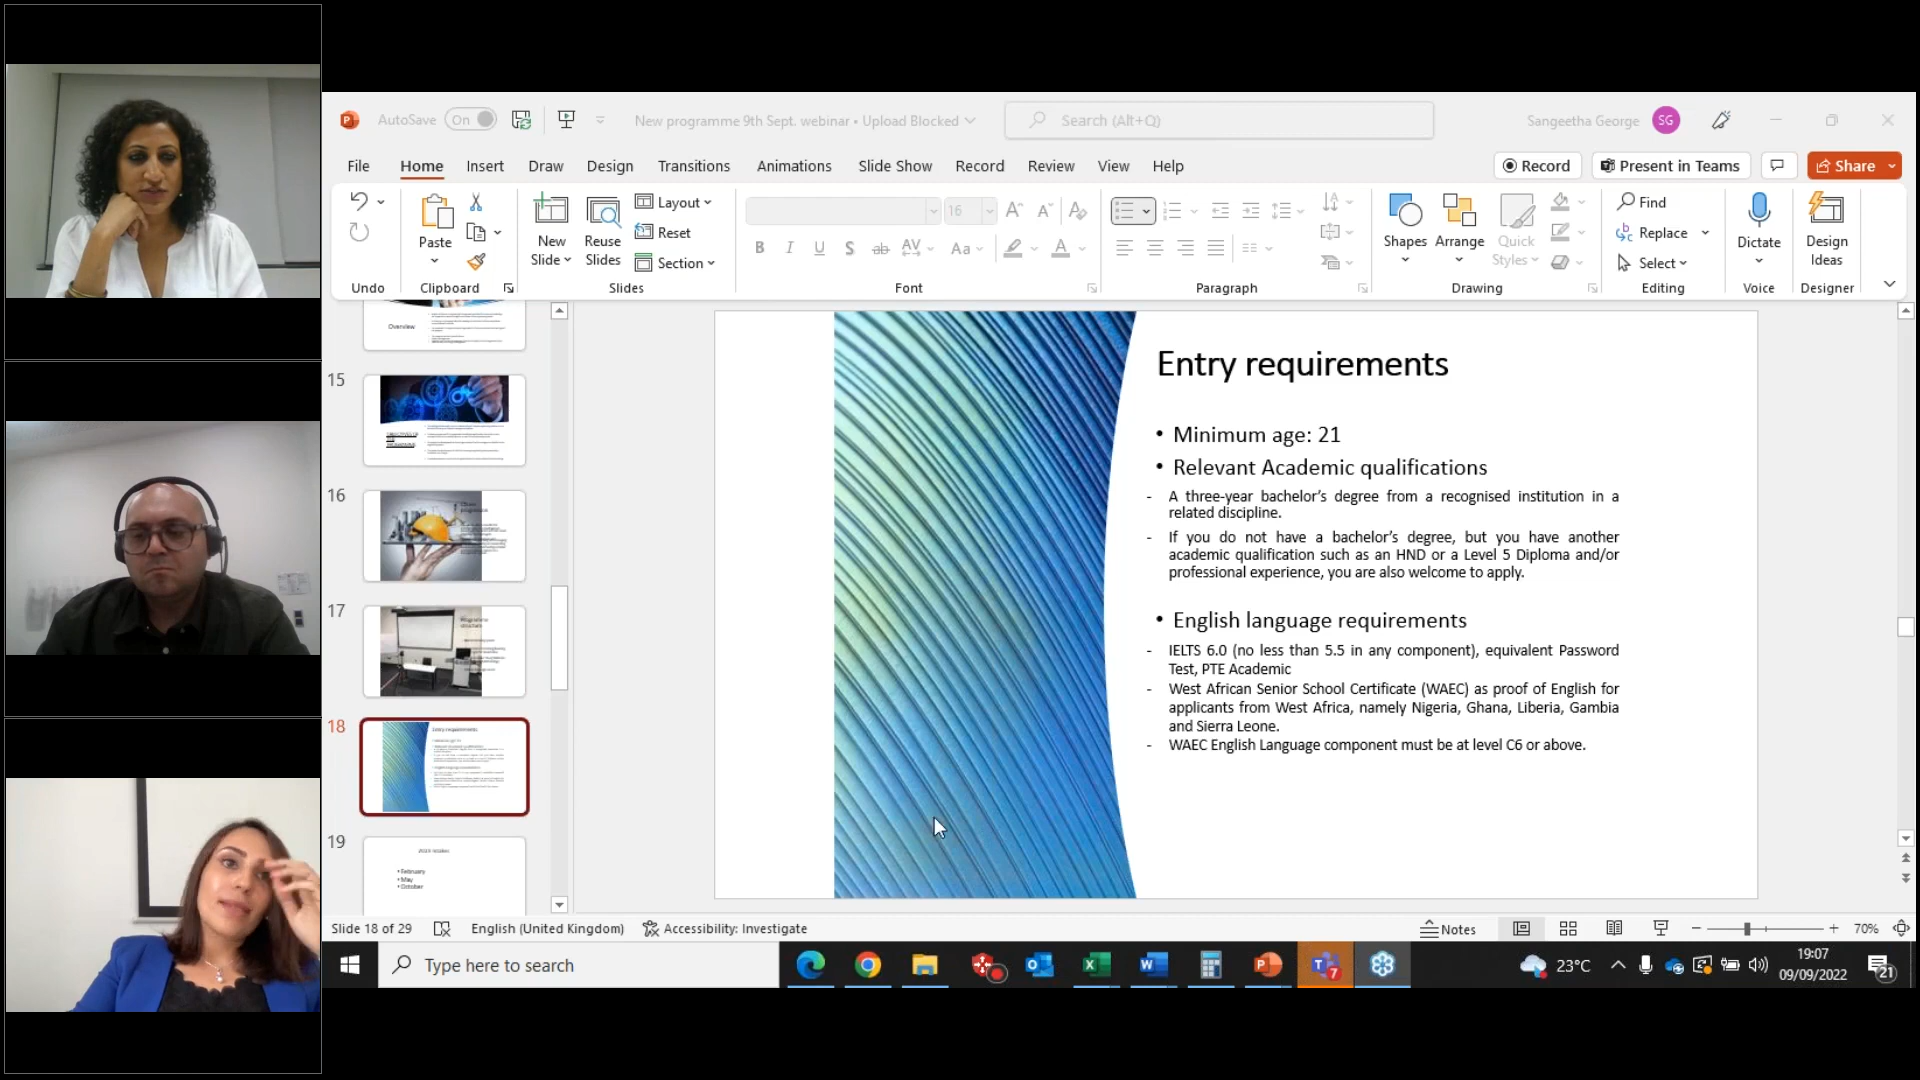 AutoSave On New programme 9th Sept. webinar • Upload Blocked Search (Alt+Q) Sangeetha George SG
File Home Insert Draw Design Transitions Animations Slide Show Record Review View Help Record Present in Teams Share
Paste New Slide Reuse Slides Layout Reset Section 16 Shapes Arrange Quick Styles Find Replace Select Dictate Design Ideas
Undo Clipboard Slides Font Paragraph Drawing Editing Voice Designer
Overview
15
16
17
18
Entry requirements
19
• February
• May
• October
Entry requirements
• Minimum age: 21
• Relevant Academic qualifications
- A three-year bachelor’s degree from a recognised institution in a
related discipline.
- If you do not have a bachelor’s degree, but you have another
academic qualification such as an HND or a Level 5 Diploma and/or
professional experience, you are also welcome to apply.
• English language requirements
- IELTS 6.0 (no less than 5.5 in any component), equivalent Password
Test, PTE Academic
- West African Senior School Certificate (WAEC) as proof of English for
applicants from West Africa, namely Nigeria, Ghana, Liberia, Gambia
and Sierra Leone.
- WAEC English Language component must be at level C6 or above.
Slide 18 of 29 English (United Kingdom) Accessibility: Investigate Notes 70%
Type here to search 7 23°C 19:07
09/09/2022 21